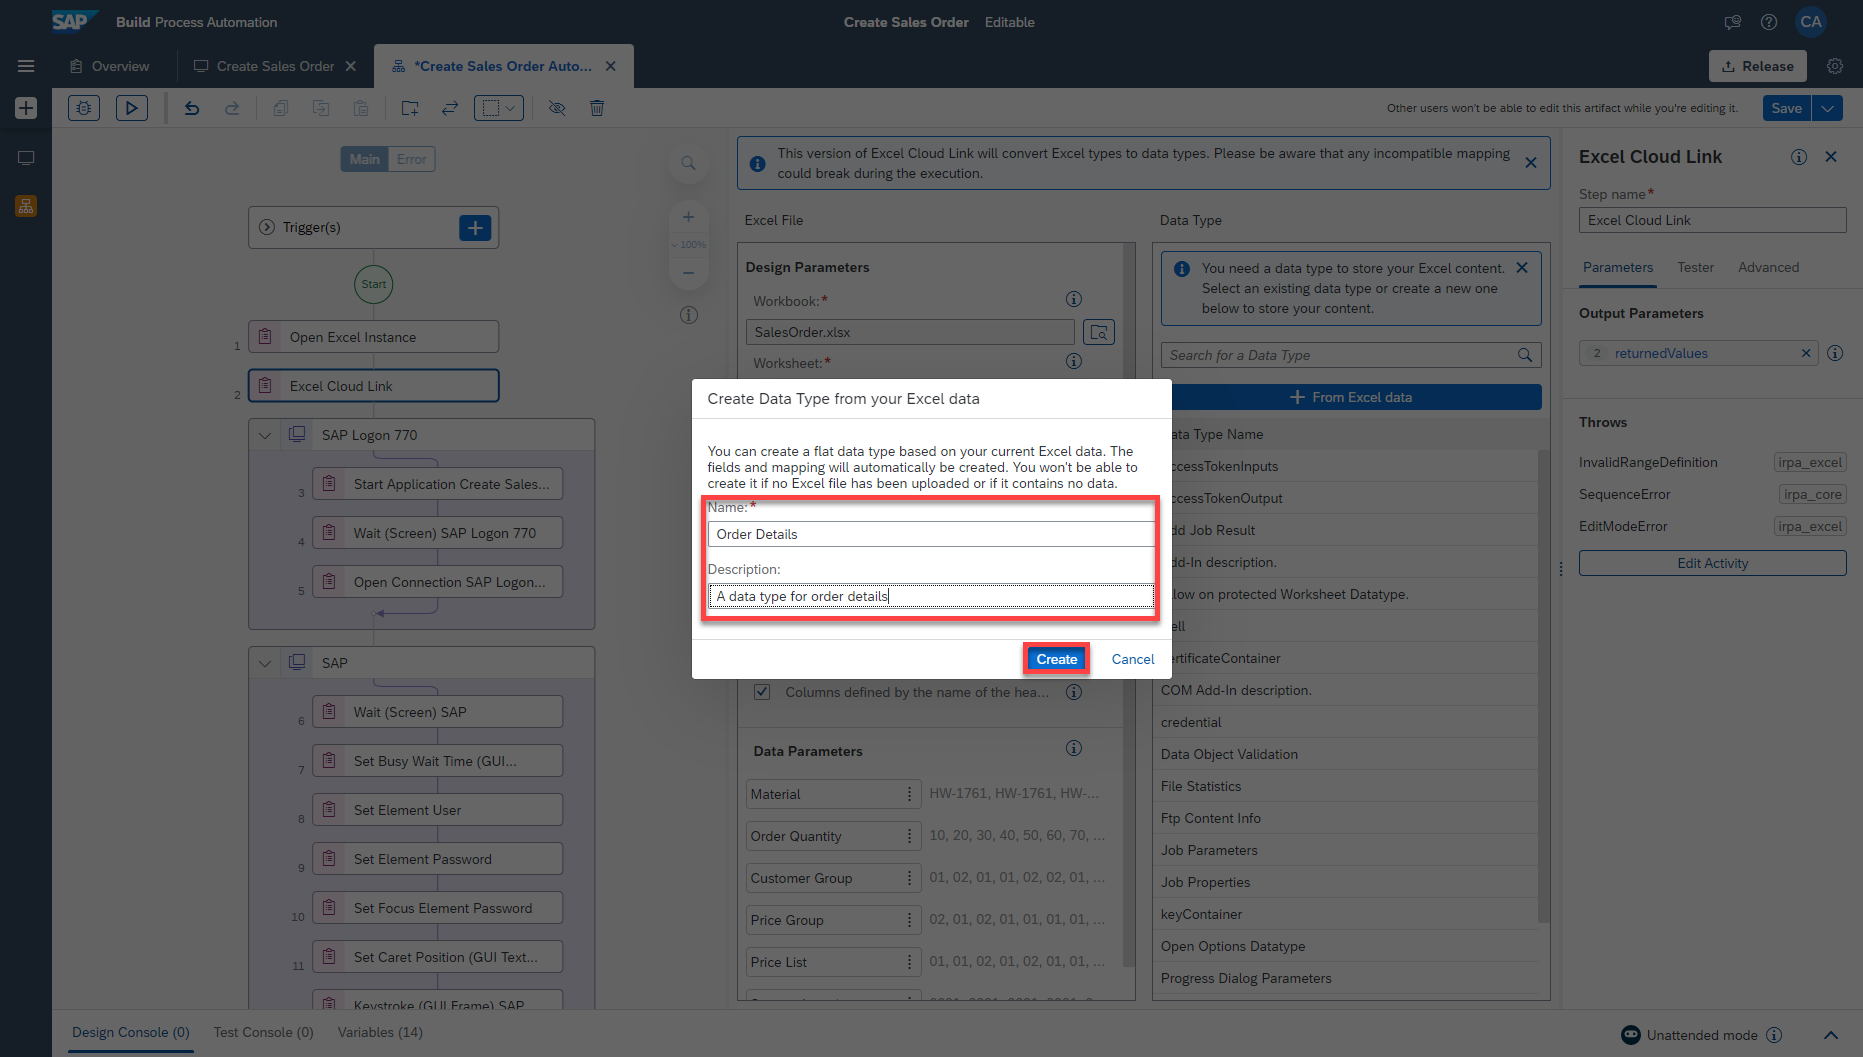 SAP Build Process Automation
Create Sales Order Editable
CA
Overview
Create Sales Order
*Create Sales Order Auto...
Release
Other users won't be able to edit this artifact while you're editing it.
Save
Main Error
Trigger(s)
Start
1 Open Excel Instance
2 Excel Cloud Link
SAP Logon 770
3 Start Application Create Sales...
4 Wait (Screen) SAP Logon 770
5 Open Connection SAP Logon...
SAP
6 Wait (Screen) SAP
7 Set Busy Wait Time (GUI...
8 Set Element User
9 Set Element Password
10 Set Focus Element Password
11 Set Caret Position (GUI Text...
Keystroke (GUI Frame) SAP
100%
This version of Excel Cloud Link will convert Excel types to data types. Please be aware that any incompatible mapping
could break during the execution.
Excel File
Design Parameters
Workbook:*
SalesOrder.xlsx
Worksheet:*
Create Data Type from your Excel data
You can create a flat data type based on your current Excel data. The
fields and mapping will automatically be created. You won't be able to
create it if no Excel file has been uploaded or if it contains no data.
Name:*
Order Details
Description:
A data type for order details
Create Cancel
Columns defined by the name of the hea...
Data Parameters
Material HW-1761, HW-1761, HW-...
Order Quantity 10, 20, 30, 40, 50, 60, 70, ...
Customer Group 01, 02, 01, 01, 02, 02, 01, ...
Price Group 02, 01, 02, 01, 01, 01, 01, ...
Price List 01, 01, 02, 01, 02, 01, 01, ...
Data Type
You need a data type to store your Excel content.
Select an existing data type or create a new one
below to store your content.
Search for a Data Type
From Excel data
ata Type Name
ccessTokenInputs
ccessTokenOutput
dd Job Result
dd-In description.
llow on protected Worksheet Datatype.
ell
ertificateContainer
COM Add-In description.
credential
Data Object Validation
File Statistics
Ftp Content Info
Job Parameters
Job Properties
keyContainer
Open Options Datatype
Progress Dialog Parameters
Excel Cloud Link
Step name*
Excel Cloud Link
Parameters Tester Advanced
Output Parameters
2 returnedValues
Throws
InvalidRangeDefinition irpa_excel
SequenceError irpa_core
EditModeError irpa_excel
Edit Activity
Design Console (0) Test Console (0) Variables (14)
Unattended mode